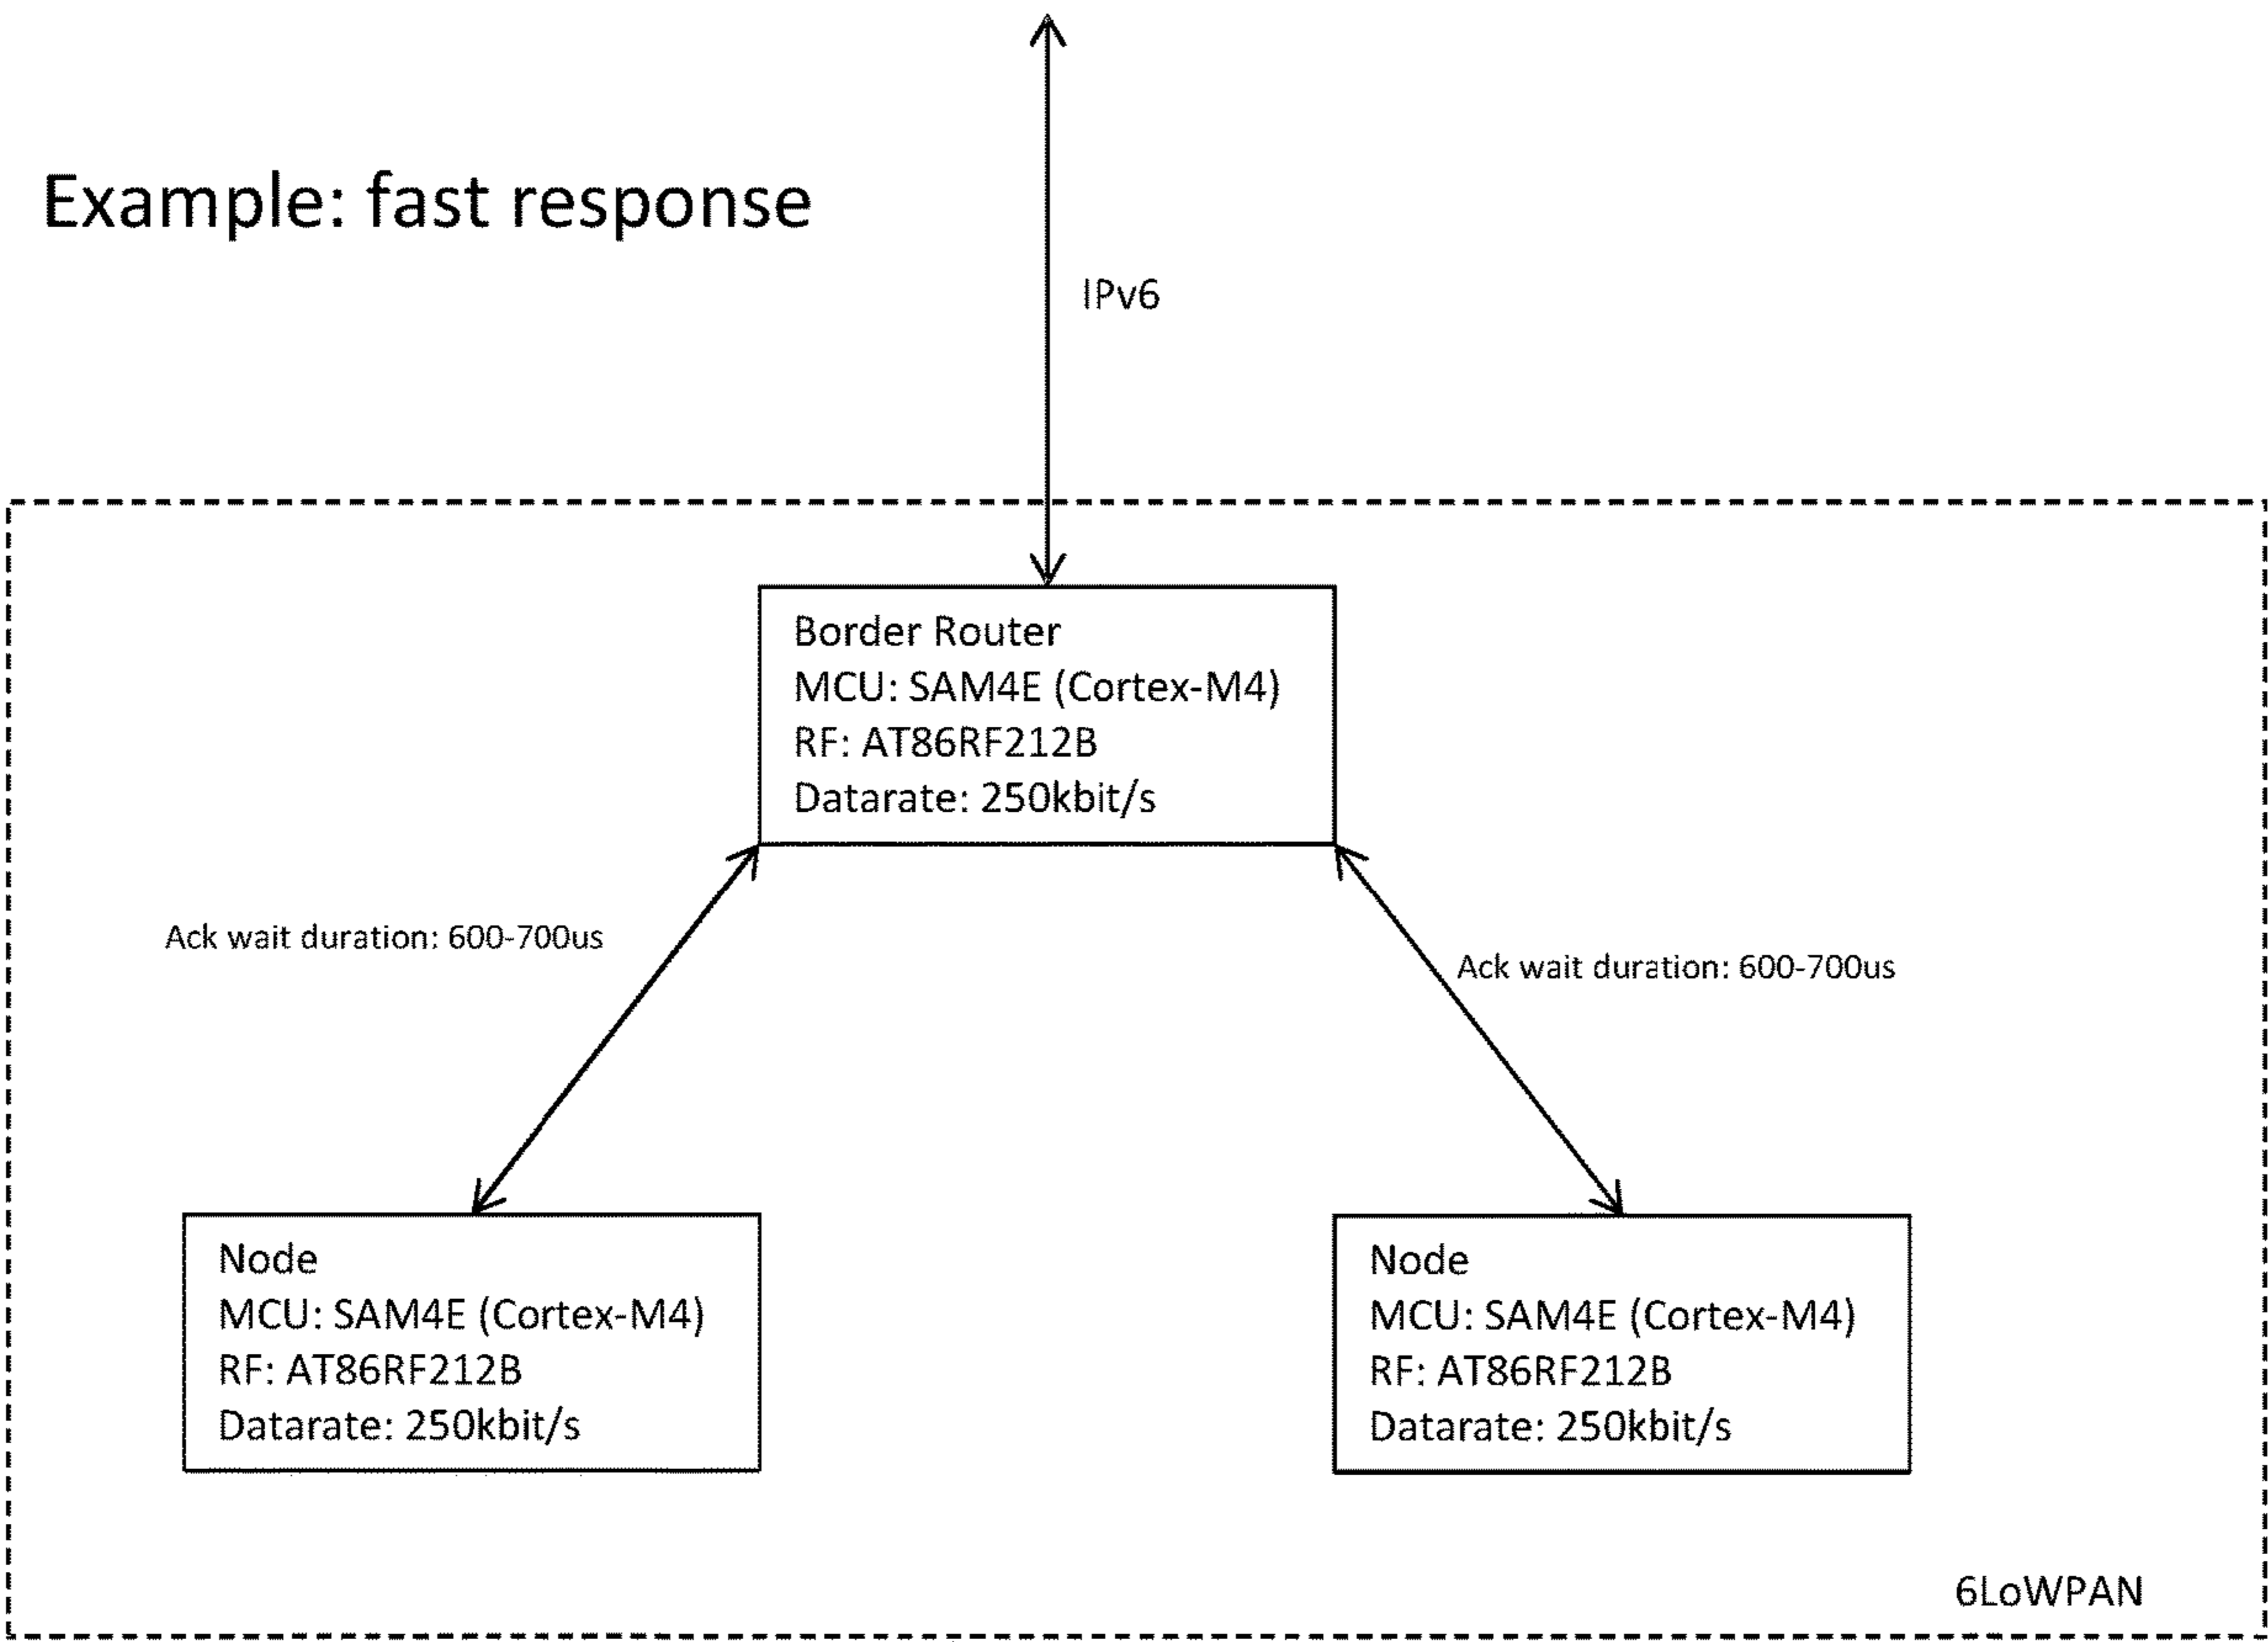 Example: fast response
IPv6
Border Router
MCU: SAM4E (Cortex-M4)
RF: AT86RF212B
Datarate: 250kbit/s
Ack wait duration: 600-700us
Ack wait duration: 600-700us
Node
MCU: SAM4E (Cortex-M4)
RF: AT86RF212B
Datarate: 250kbit/s
Node
MCU: SAM4E (Cortex-M4)
RF: AT86RF212B
Datarate: 250kbit/s
6LoWPAN